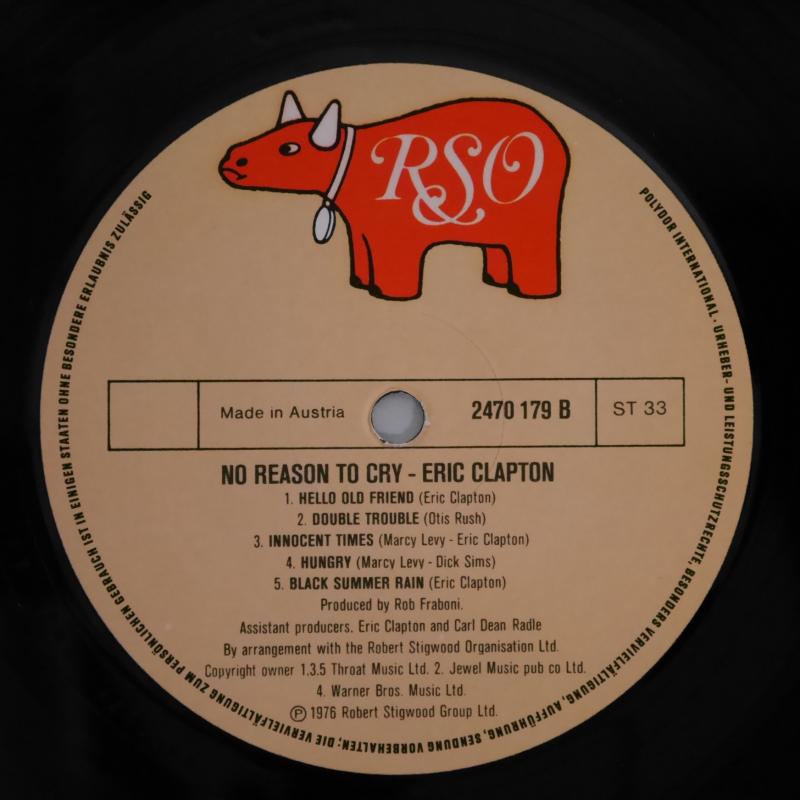 RSO
Made in Austria
2470 179 B
ST 33
NO REASON TO CRY - ERIC CLAPTON
1. HELLO OLD FRIEND (Eric Clapton)
2. DOUBLE TROUBLE (Otis Rush)
3. INNOCENT TIMES (Marcy Levy - Eric Clapton)
4. HUNGRY (Marcy Levy - Dick Sims)
5. BLACK SUMMER RAIN (Eric Clapton)
Produced by Rob Fraboni.
Assistant producers. Eric Clapton and Carl Dean Radle
By arrangement with the Robert Stigwood Organisation Ltd.
Copyright owner 1.3.5 Throat Music Ltd. 2. Jewel Music pub co Ltd.
4. Warner Bros. Music Ltd.
Ⓟ 1976 Robert Stigwood Group Ltd.
POLYDOR INTERNATIONAL · URHEBER- UND LEISTUNGSSCHUTZRECHTE, BESONDERS VERVIELFÄLTIGUNG, AUFFÜHRUNG, SENDUNG VORBEHALTEN; DIE VERVIELFÄLTIGUNG ZUM PERSÖNLICHEN GEBRAUCH IST IN EINIGEN STAATEN OHNE BESONDERE ERLAUBNIS ZULÄSSIG